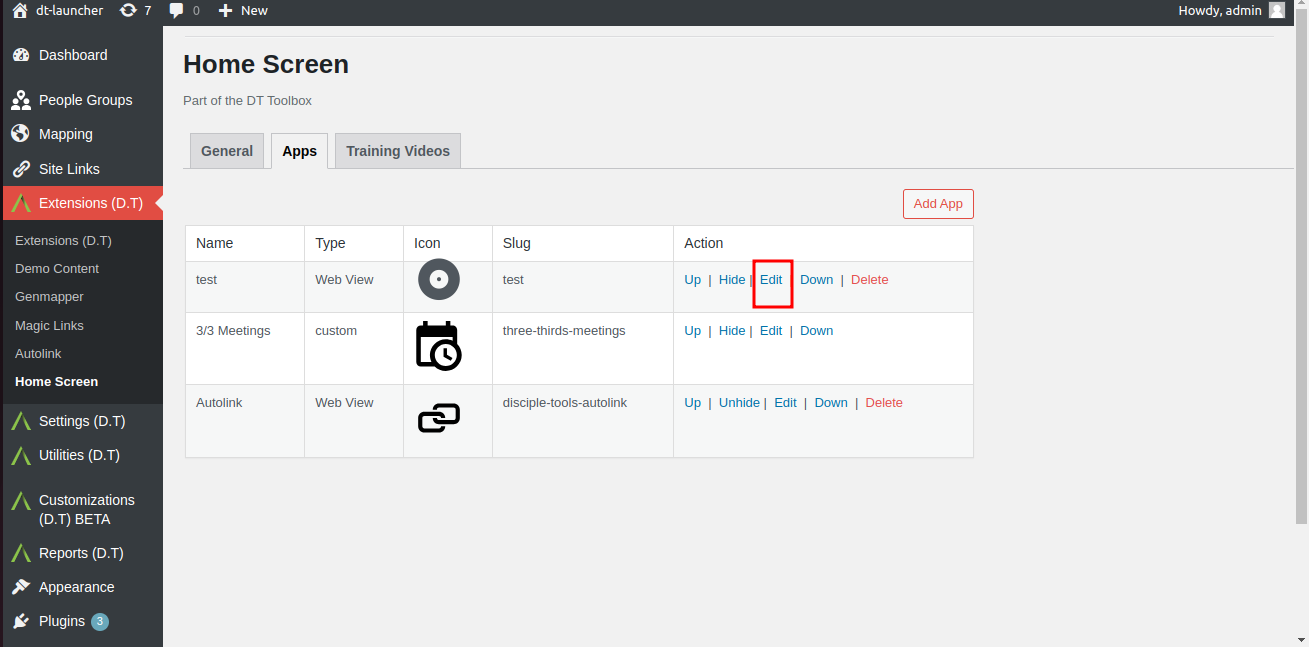 dt-launcher 7 0 New Howdy, admin
Dashboard
People Groups
Mapping
Site Links
Extensions (D.T)
Extensions (D.T)
Demo Content
Genmapper
Magic Links
Autolink
Home Screen
Settings (D.T)
Utilities (D.T)
Customizations
(D.T) BETA
Reports (D.T)
Appearance
Plugins 3
Home Screen
Part of the DT Toolbox
General Apps Training Videos
Add App
Name Type Icon Slug Action
test Web View test Up | Hide | Edit Down | Delete
3/3 Meetings custom three-thirds-meetings Up | Hide | Edit | Down
Autolink Web View disciple-tools-autolink Up | Unhide | Edit | Down | Delete